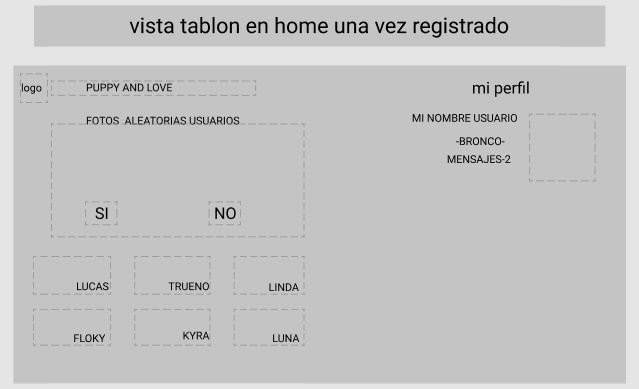 vista tablon en home una vez registrado
logo
PUPPY AND LOVE
mi perfil
FOTOS ALEATORIAS USUARIOS
MI NOMBRE USUARIO
-BRONCO-
MENSAJES-2
SI
NO
LUCAS
TRUENO
LINDA
FLOKY
KYRA
LUNA